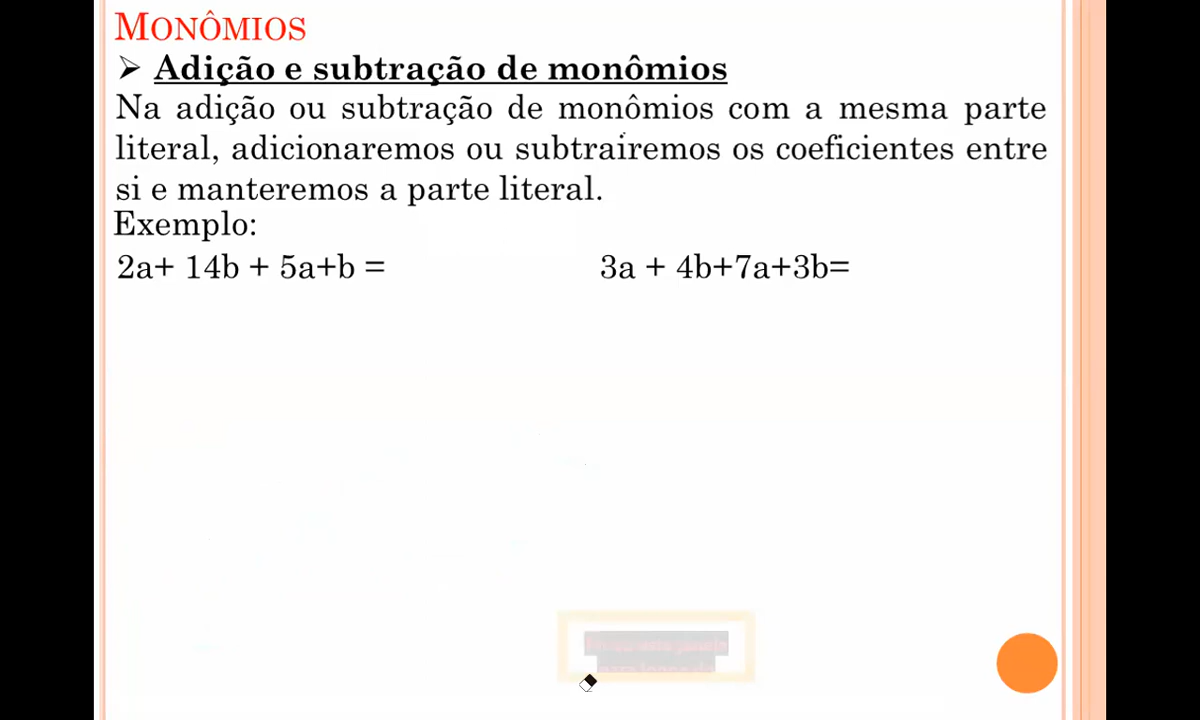 MONÔMIOS
➢ Adição e subtração de monômios
Na adição ou subtração de monômios com a mesma parte
literal, adicionaremos ou subtrairemos os coeficientes entre
si e manteremos a parte literal.
Exemplo:
2a+ 14b + 5a+b = 3a + 4b+7a+3b=